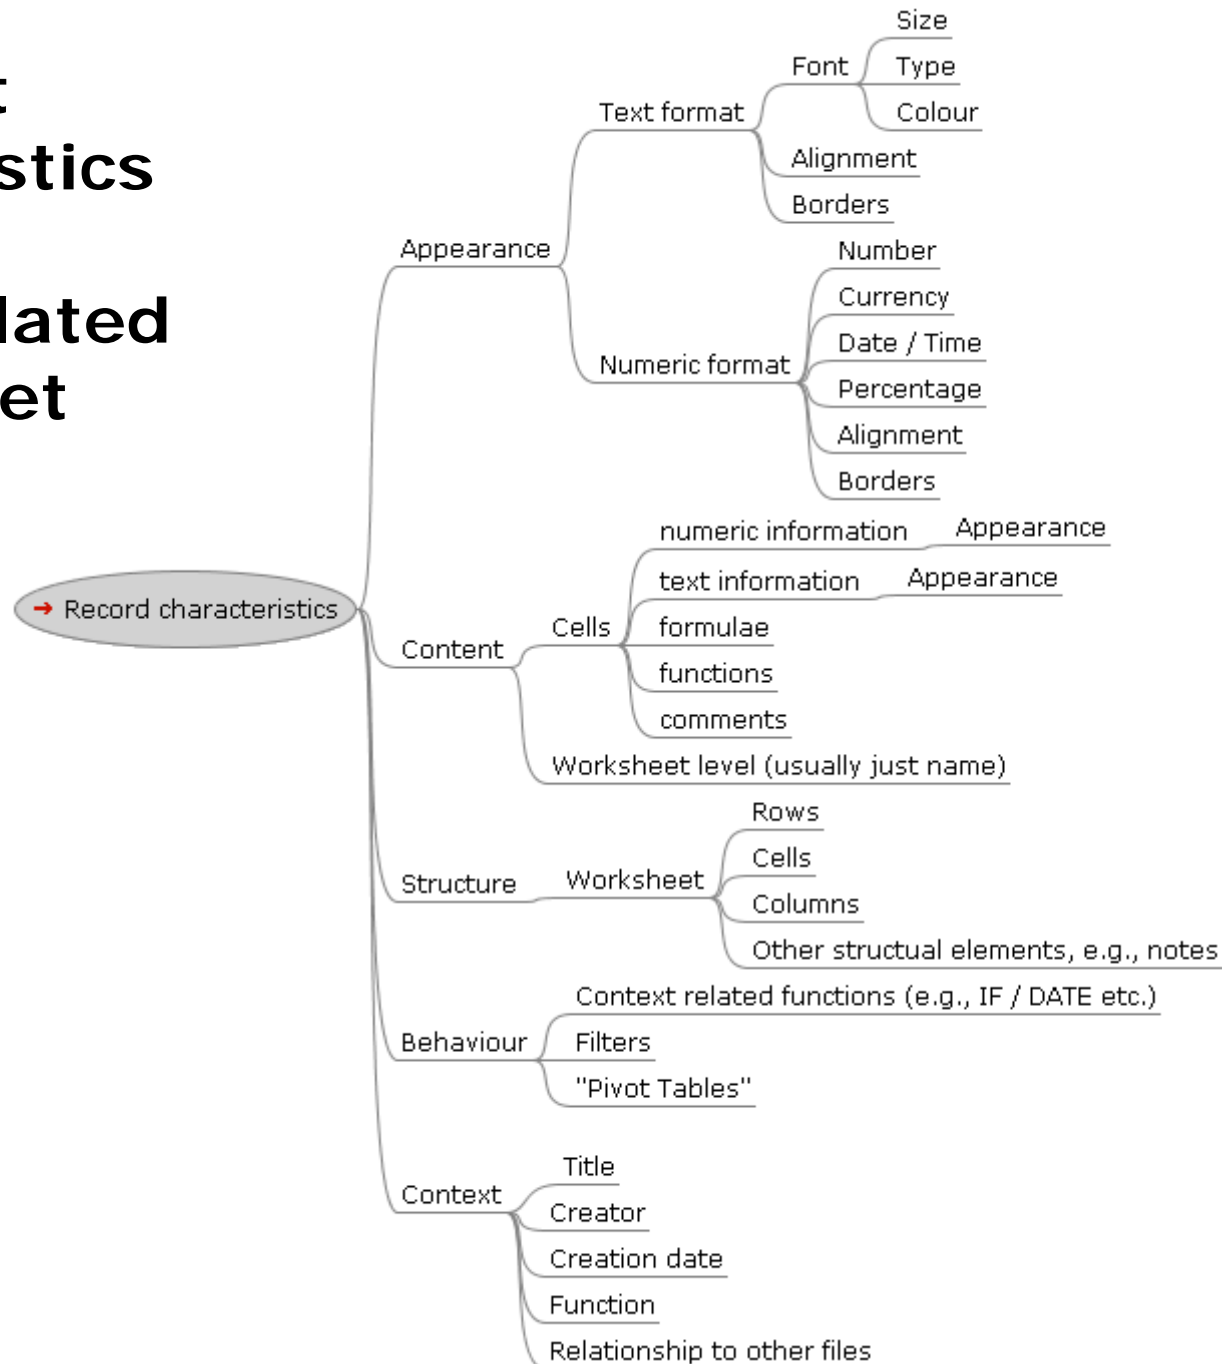 t
stics
lated
et
Record characteristics
Appearance
Text format
Font
Size
Type
Colour
Alignment
Borders
Numeric format
Number
Currency
Date / Time
Percentage
Alignment
Borders
Content
Cells
numeric information
Appearance
text information
Appearance
formulae
functions
comments
Worksheet level (usually just name)
Structure
Worksheet
Rows
Cells
Columns
Other structual elements, e.g., notes
Behaviour
Context related functions (e.g., IF / DATE etc.)
Filters
"Pivot Tables"
Context
Title
Creator
Creation date
Function
Relationship to other files